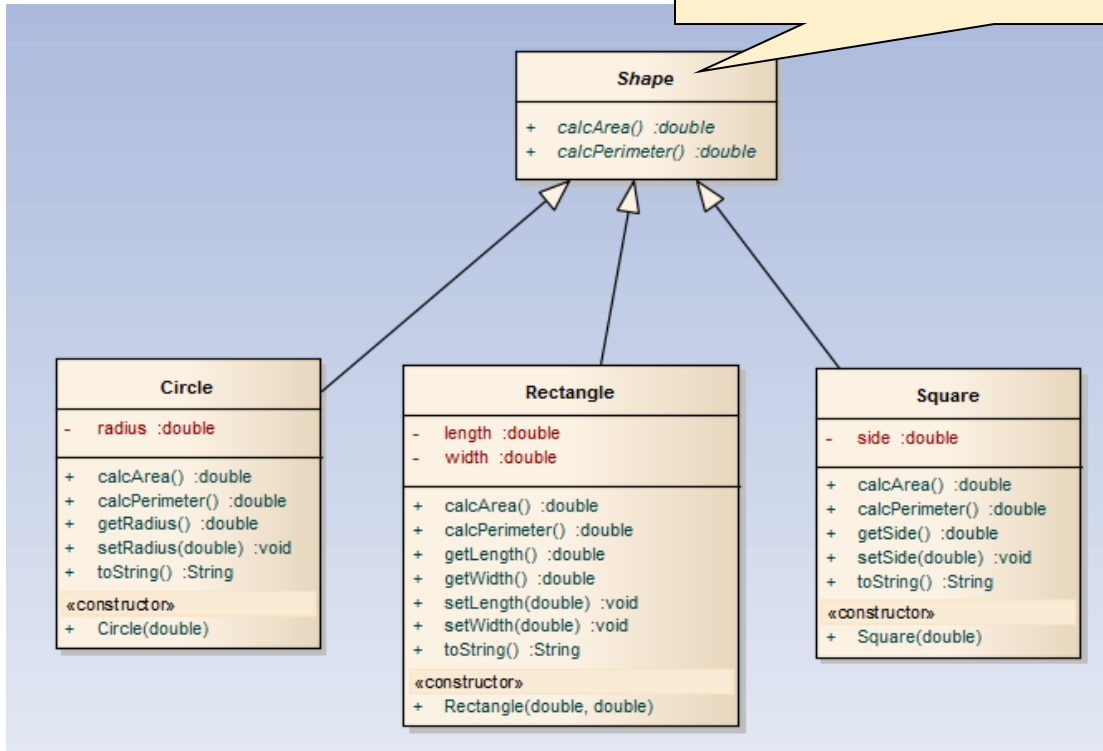 Shape
+ calcArea() :double
+ calcPerimeter() :double
Circle
- radius :double
+ calcArea() :double
+ calcPerimeter() :double
+ getRadius() :double
+ setRadius(double) :void
+ toString() :String
«constructor»
+ Circle(double)
Rectangle
- length :double
- width :double
+ calcArea() :double
+ calcPerimeter() :double
+ getLength() :double
+ getWidth() :double
+ setLength(double) :void
+ setWidth(double) :void
+ toString() :String
«constructor»
+ Rectangle(double, double)
Square
- side :double
+ calcArea() :double
+ calcPerimeter() :double
+ getSide() :double
+ setSide(double) :void
+ toString() :String
«constructor»
+ Square(double)